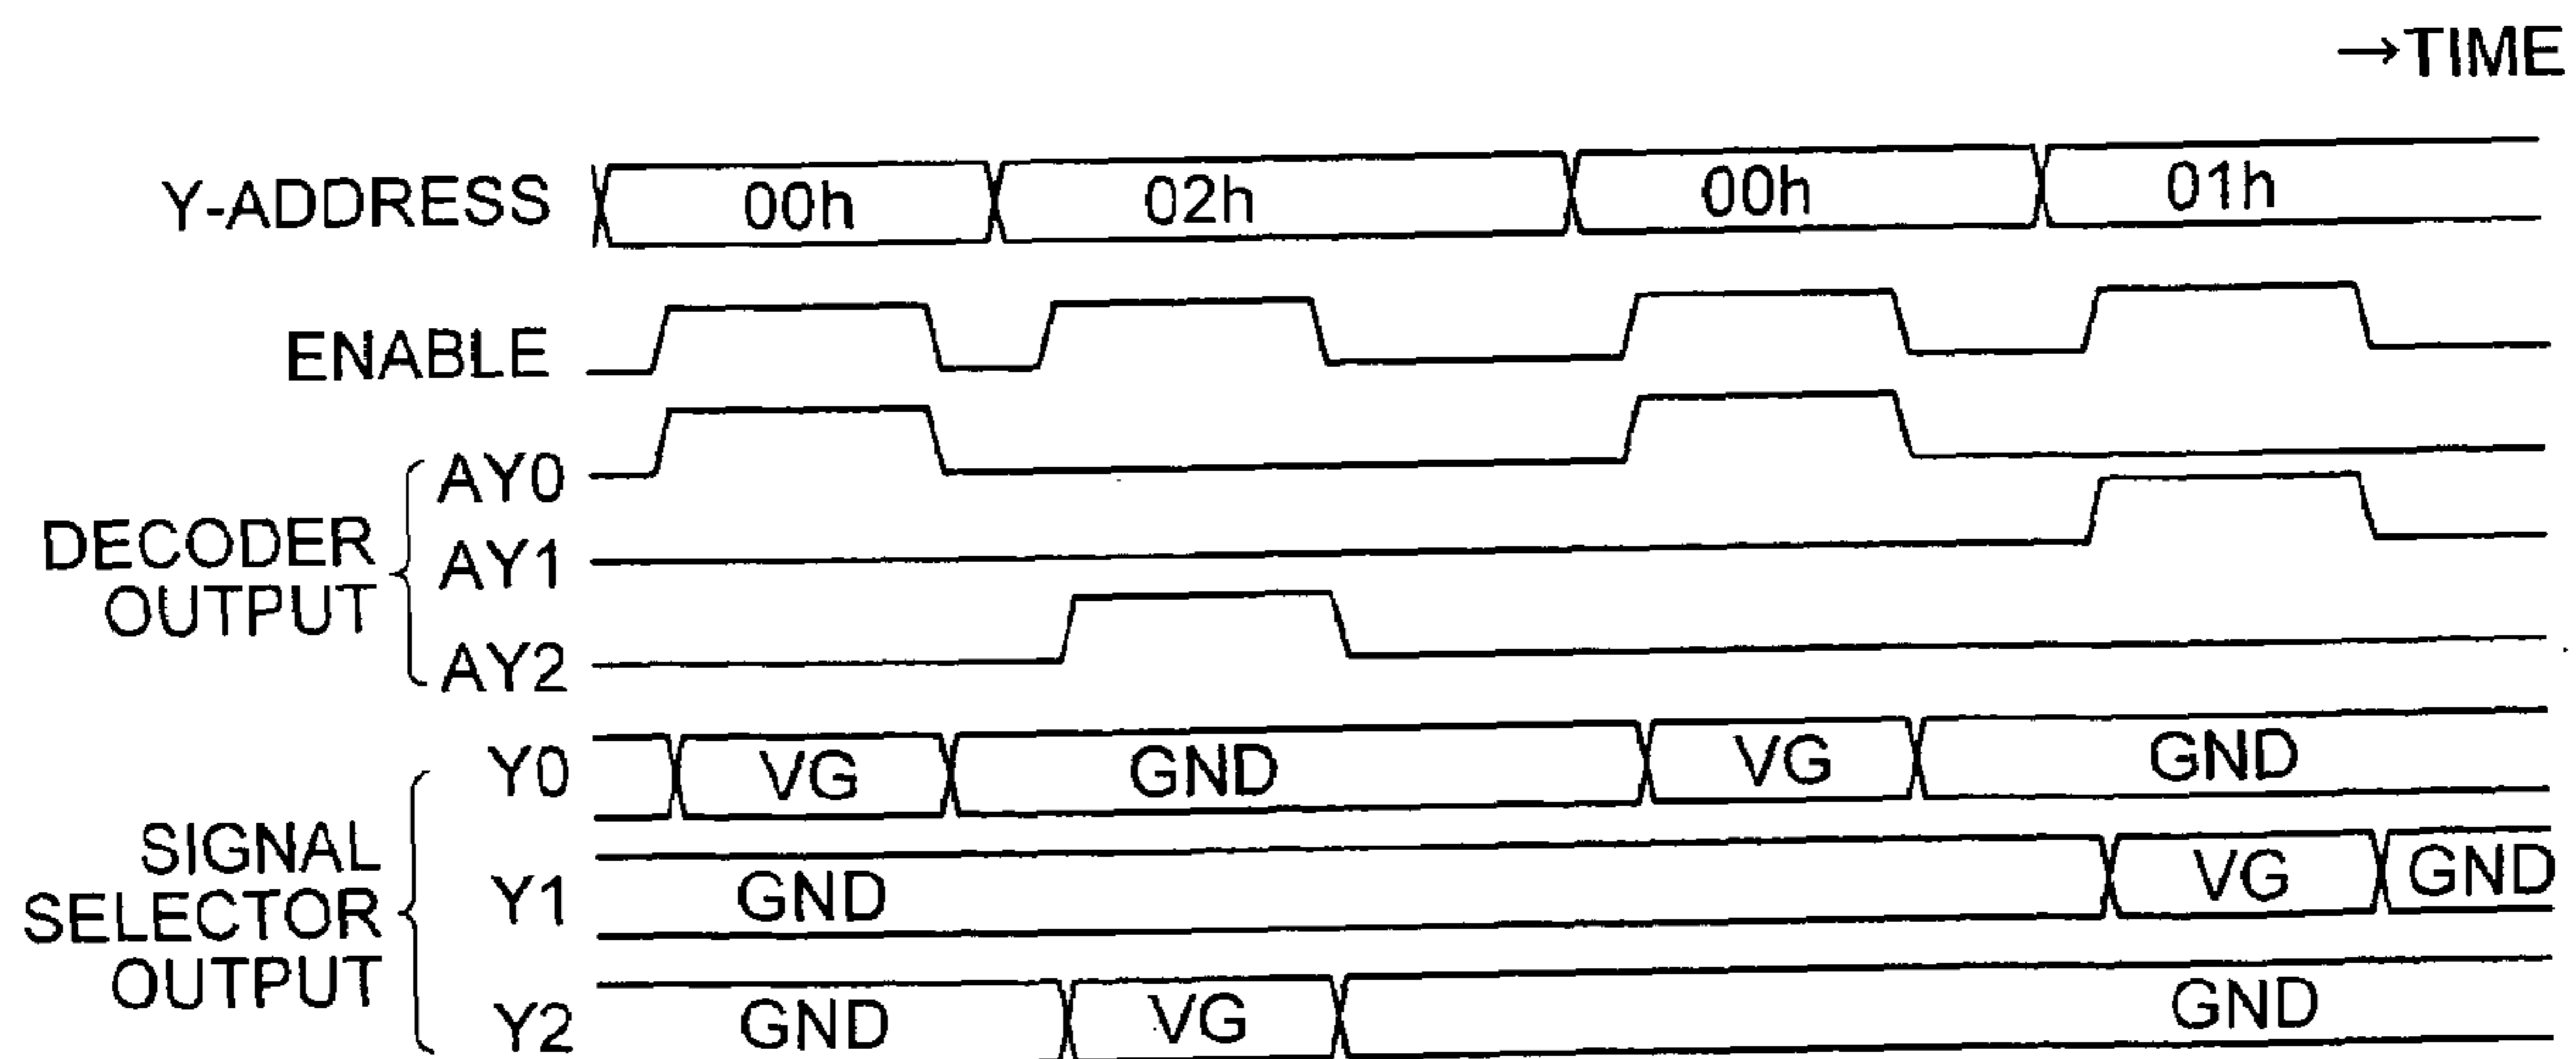 →TIME
Y-ADDRESS 00h 02h 00h 01h
ENABLE
DECODER OUTPUT
AY0
AY1
AY2
SIGNAL SELECTOR OUTPUT
Y0 VG GND VG GND
Y1 GND VG GND
Y2 GND VG GND